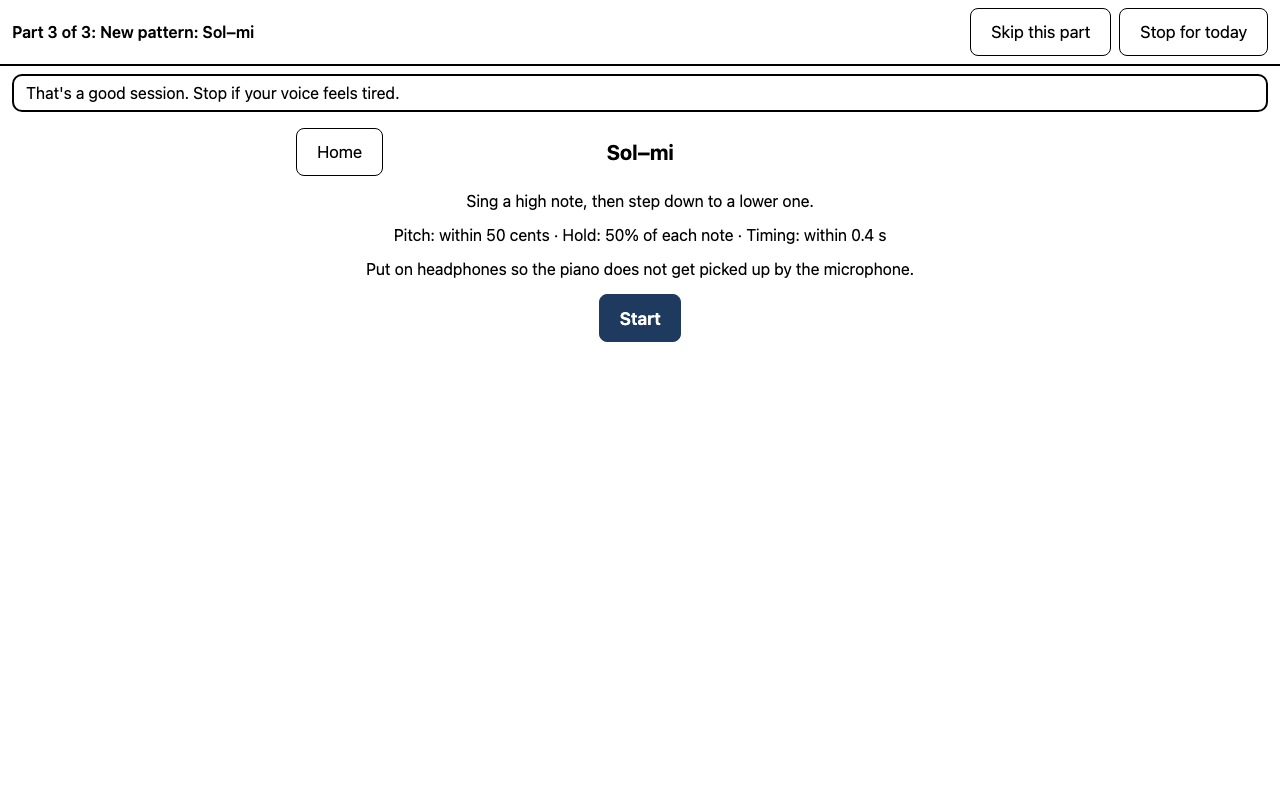 Part 3 of 3: New pattern: Sol–mi
Skip this part
Stop for today
That's a good session. Stop if your voice feels tired.
Home
Sol–mi
Sing a high note, then step down to a lower one.
Pitch: within 50 cents · Hold: 50% of each note · Timing: within 0.4 s
Put on headphones so the piano does not get picked up by the microphone.
Start